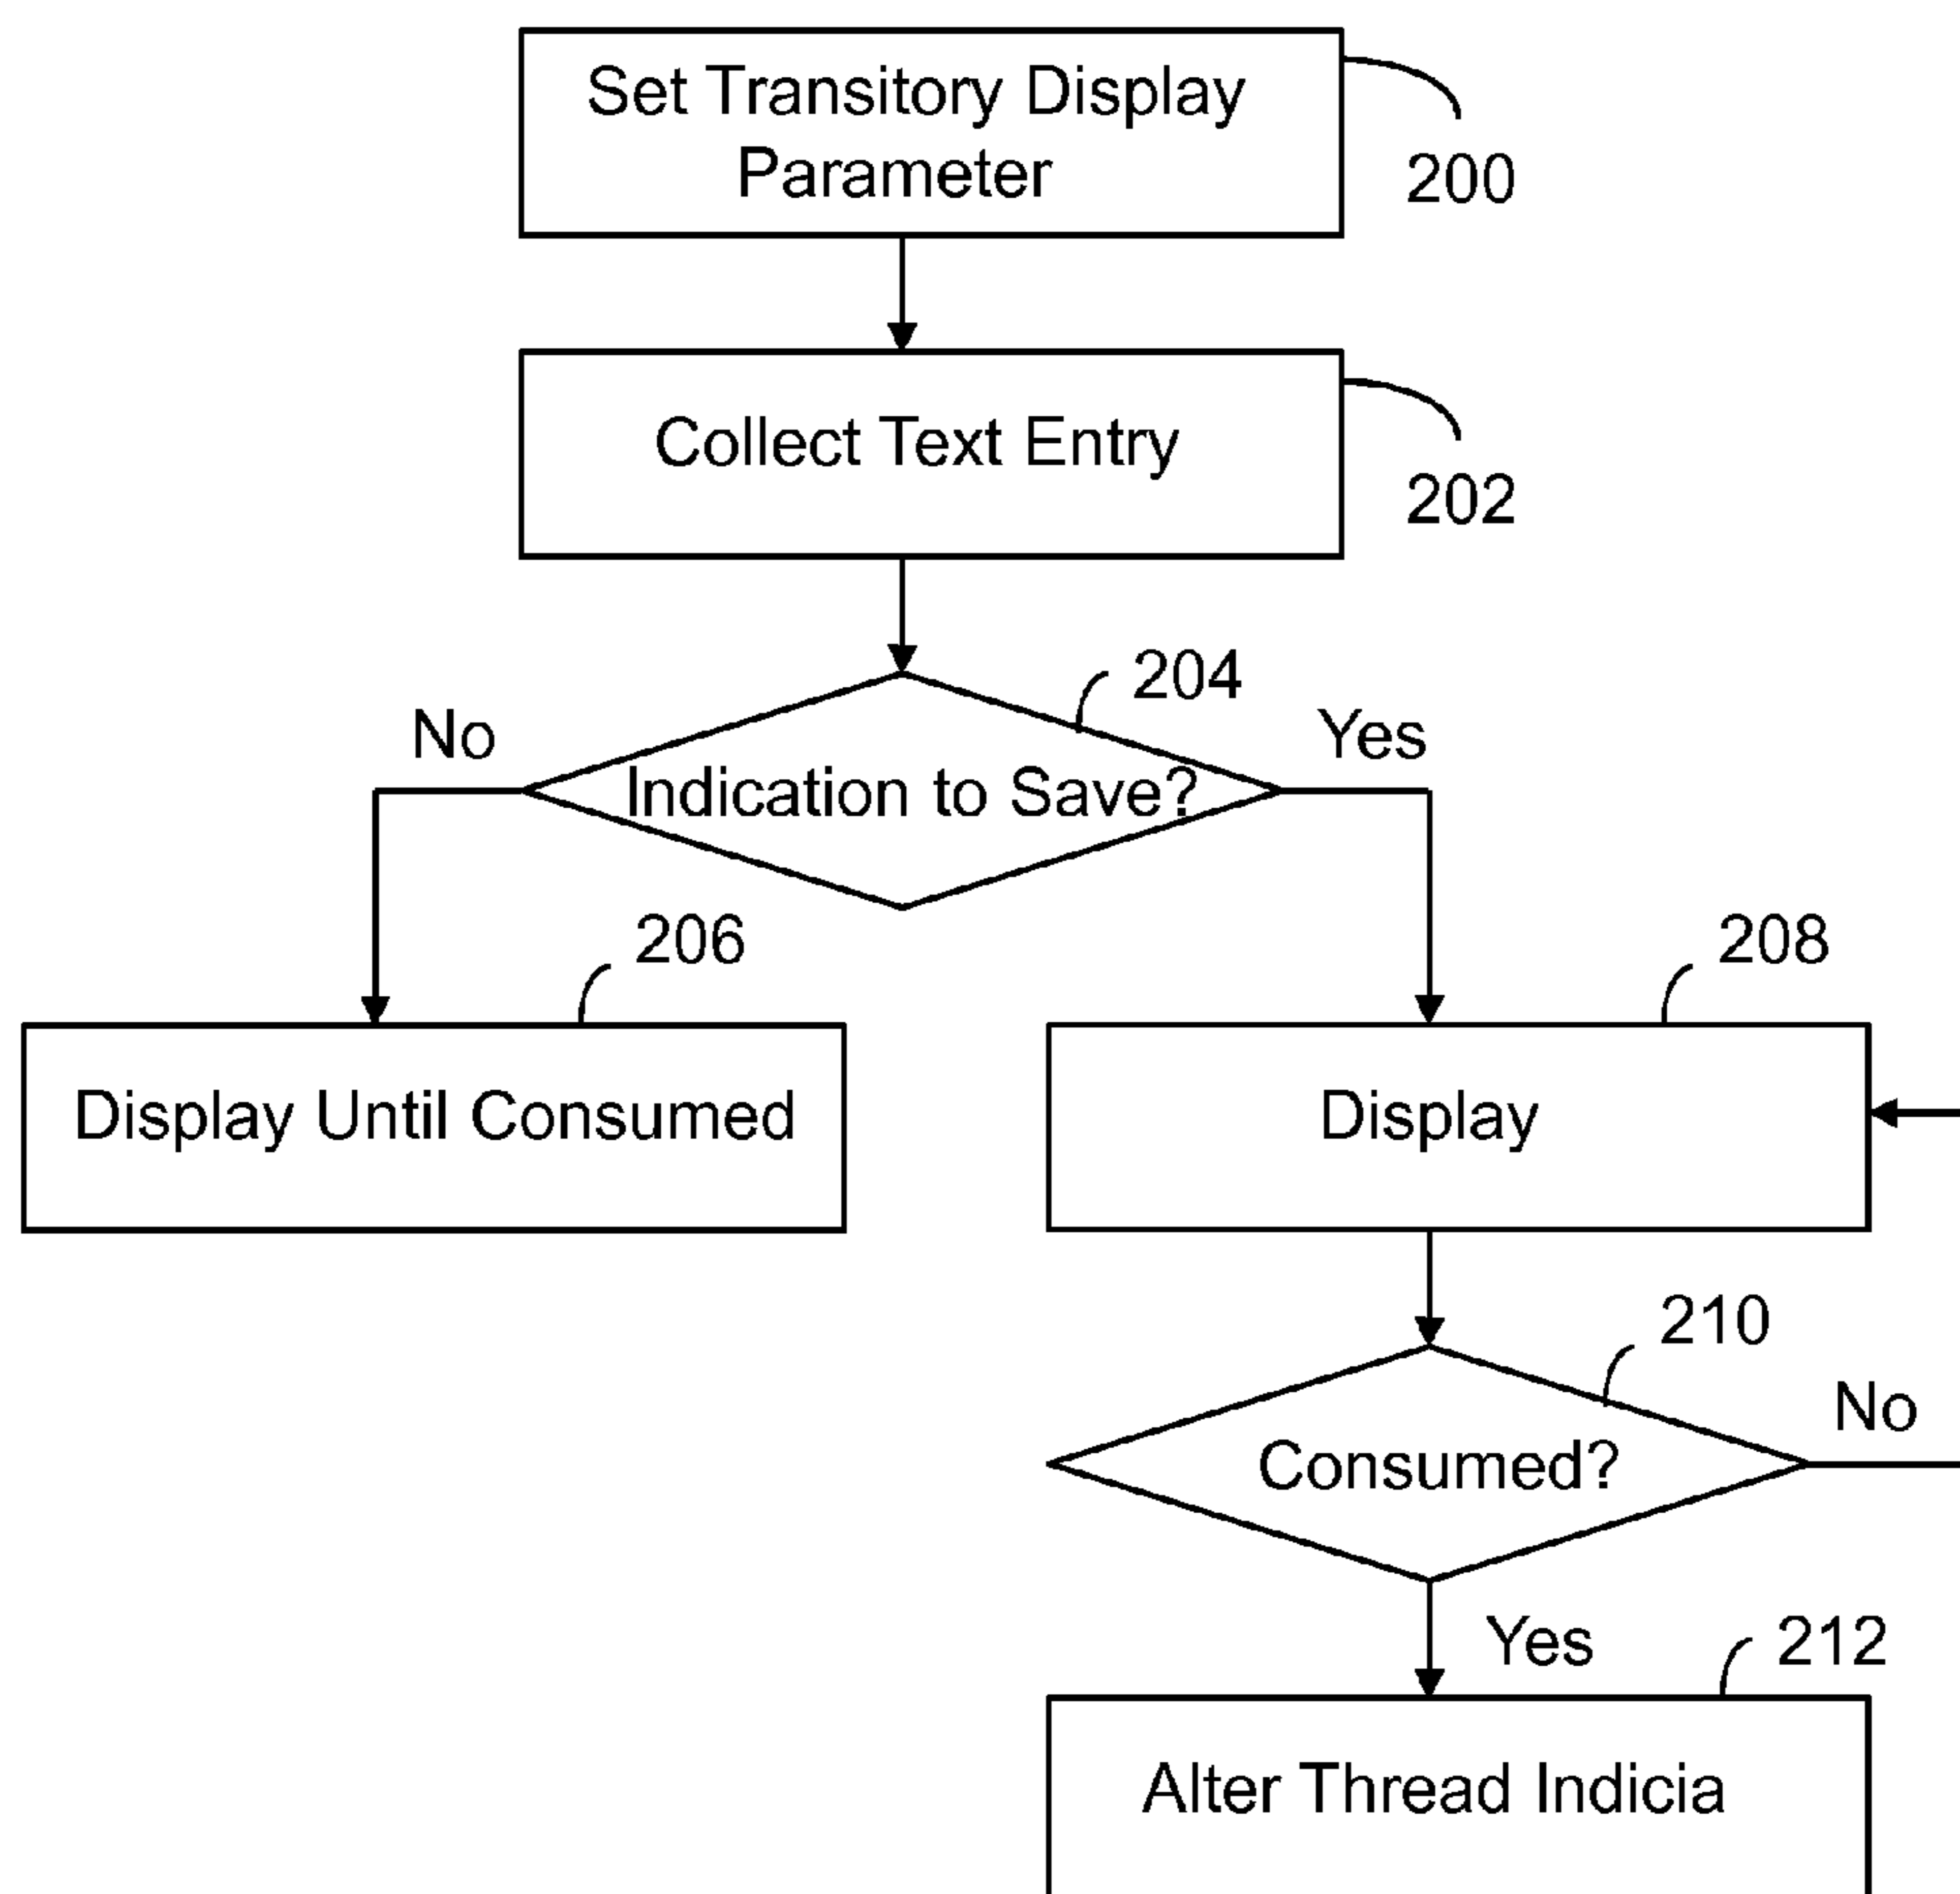 Set Transitory Display
Parameter
200
Collect Text Entry
202
204
No
Yes
Indication to Save?
206
208
Display Until Consumed
Display
210
No
Consumed?
Yes
212
Alter Thread Indicia